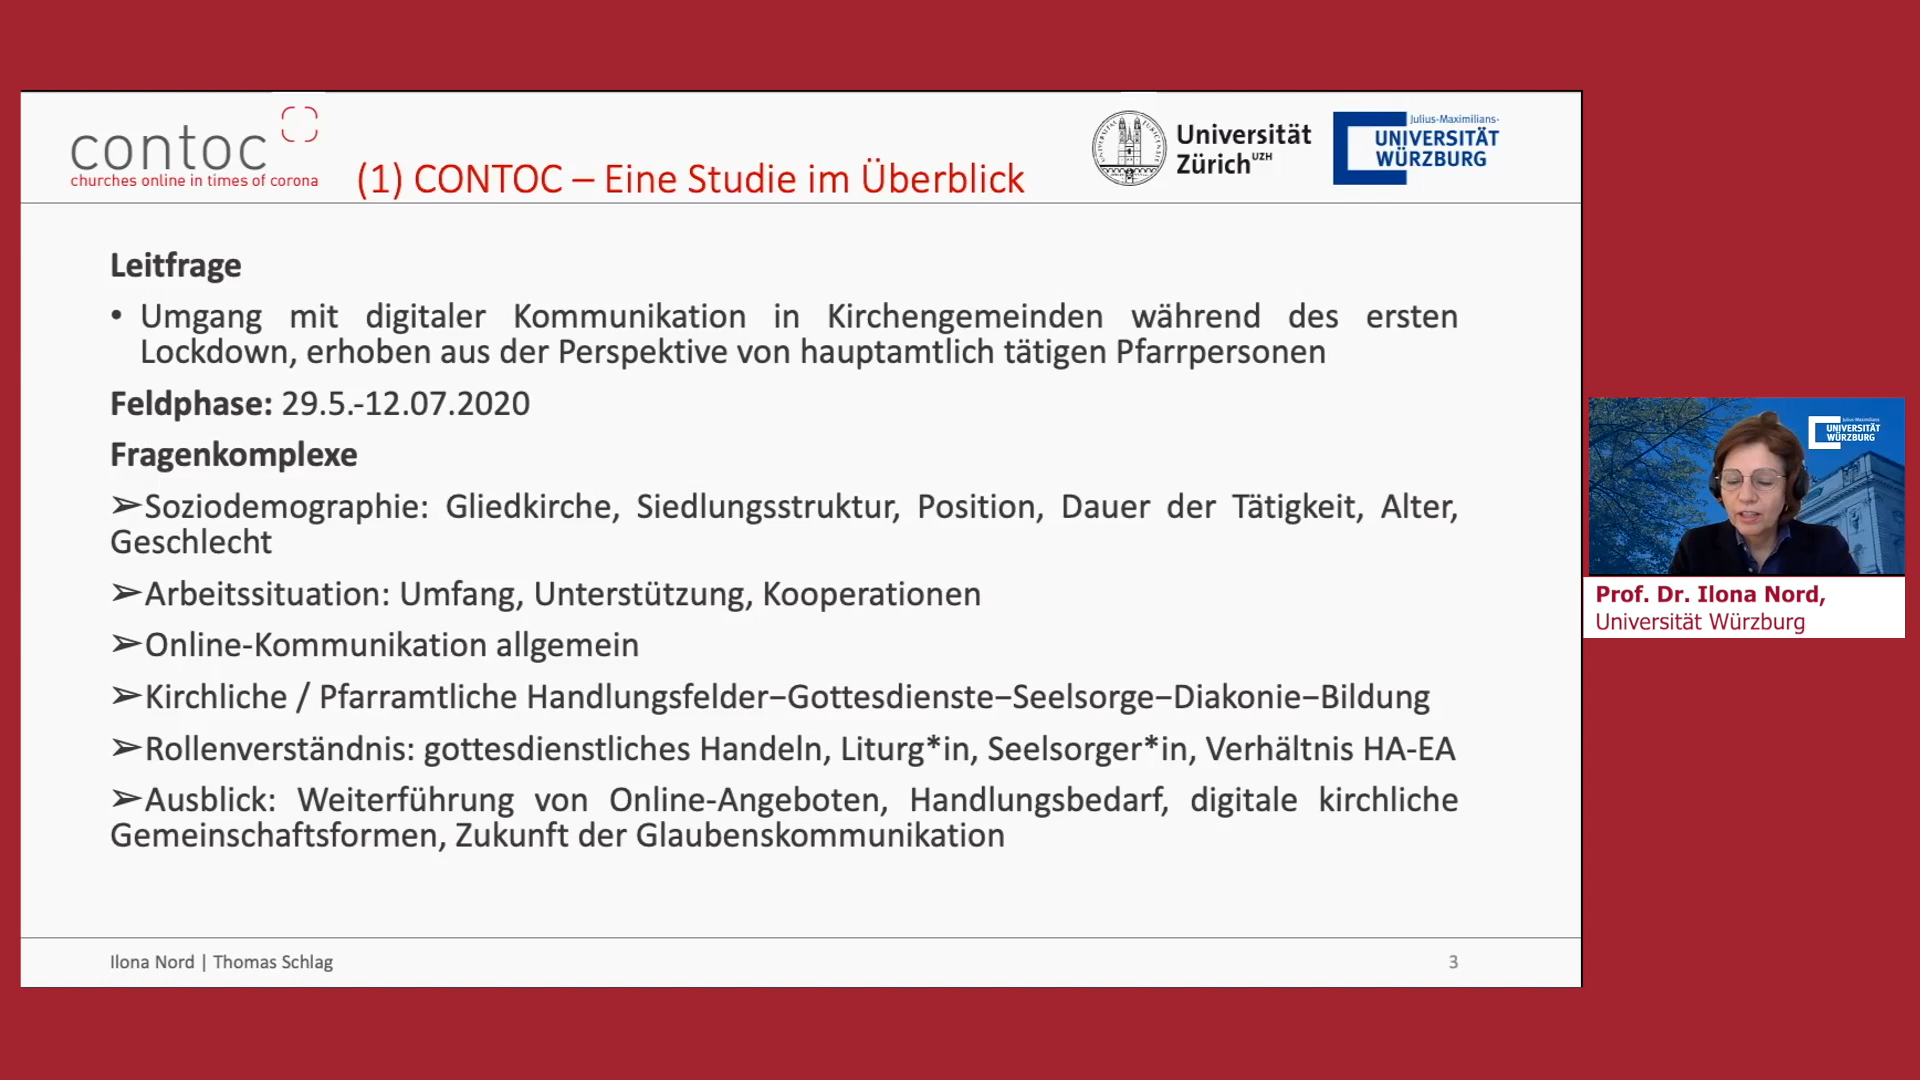 contoc
churches online in times of corona
(1) CONTOC – Eine Studie im Überblick
Universität
Zürich UZH
Julius-Maximilians-
UNIVERSITÄT
WÜRZBURG
Leitfrage
• Umgang mit digitaler Kommunikation in Kirchengemeinden während des ersten
Lockdown, erhoben aus der Perspektive von hauptamtlich tätigen Pfarrpersonen
Feldphase: 29.5.-12.07.2020
Fragenkomplexe
➢Soziodemographie: Gliedkirche, Siedlungsstruktur, Position, Dauer der Tätigkeit, Alter,
Geschlecht
➢Arbeitssituation: Umfang, Unterstützung, Kooperationen
➢Online-Kommunikation allgemein
➢Kirchliche / Pfarramtliche Handlungsfelder–Gottesdienste–Seelsorge–Diakonie–Bildung
➢Rollenverständnis: gottesdienstliches Handeln, Liturg*in, Seelsorger*in, Verhältnis HA-EA
➢Ausblick: Weiterführung von Online-Angeboten, Handlungsbedarf, digitale kirchliche
Gemeinschaftsformen, Zukunft der Glaubenskommunikation
Ilona Nord | Thomas Schlag
3
UNIVERSITÄT
WÜRZBURG
Prof. Dr. Ilona Nord,
Universität Würzburg